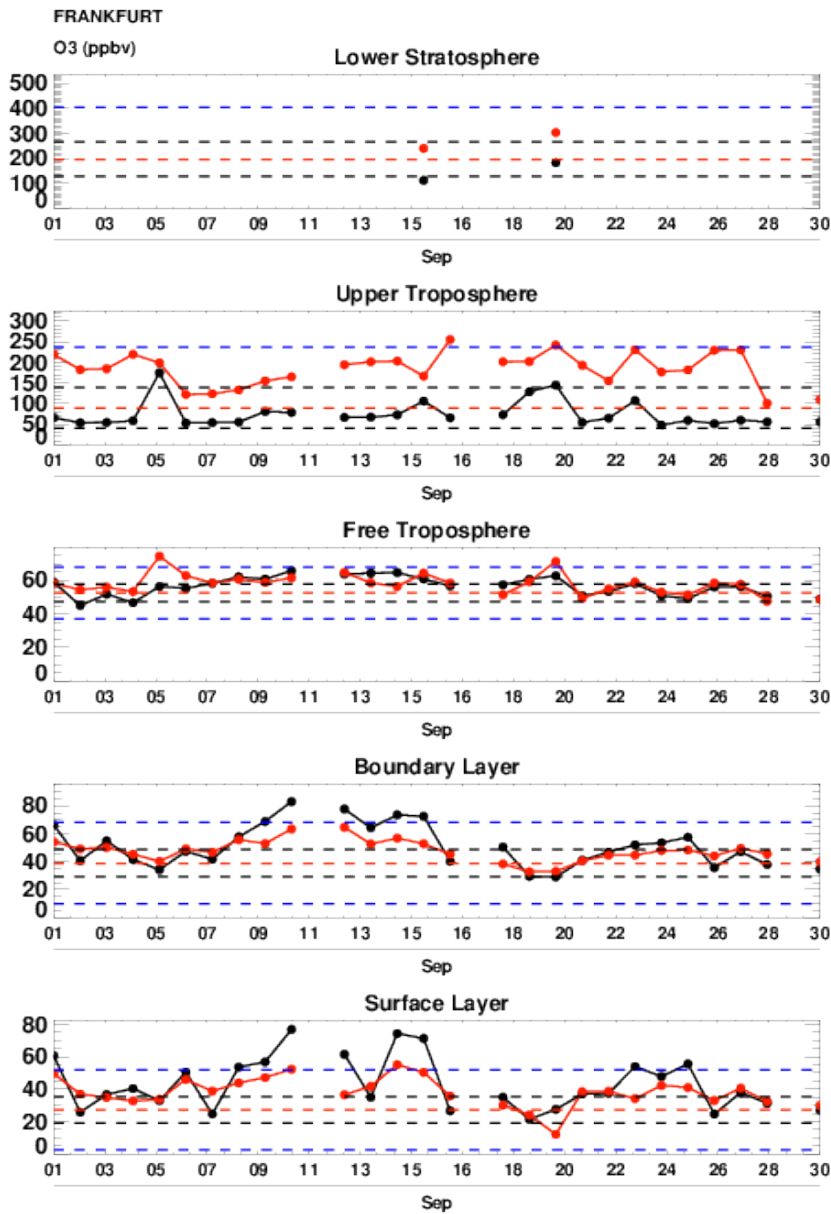 FRANKFURT
O3 (ppbv)
Lower Stratosphere
500
400
300
200
100
0
01 03 05 07 09 11 13 15 16 18 20 22 24 26 28 30
Sep
Upper Troposphere
300
250
200
150
100
50
0
01 03 05 07 09 11 12 14 16 18 20 22 24 26 28 30
Sep
Free Troposphere
60
40
20
0
01 03 05 07 09 11 13 15 16 18 20 22 24 26 28 30
Sep
Boundary Layer
80
60
40
20
0
01 03 05 07 09 11 13 15 16 18 20 22 24 26 28 30
Sep
Surface Layer
80
60
40
20
0
01 03 05 07 09 11 13 15 16 18 20 22 24 26 28 30
Sep